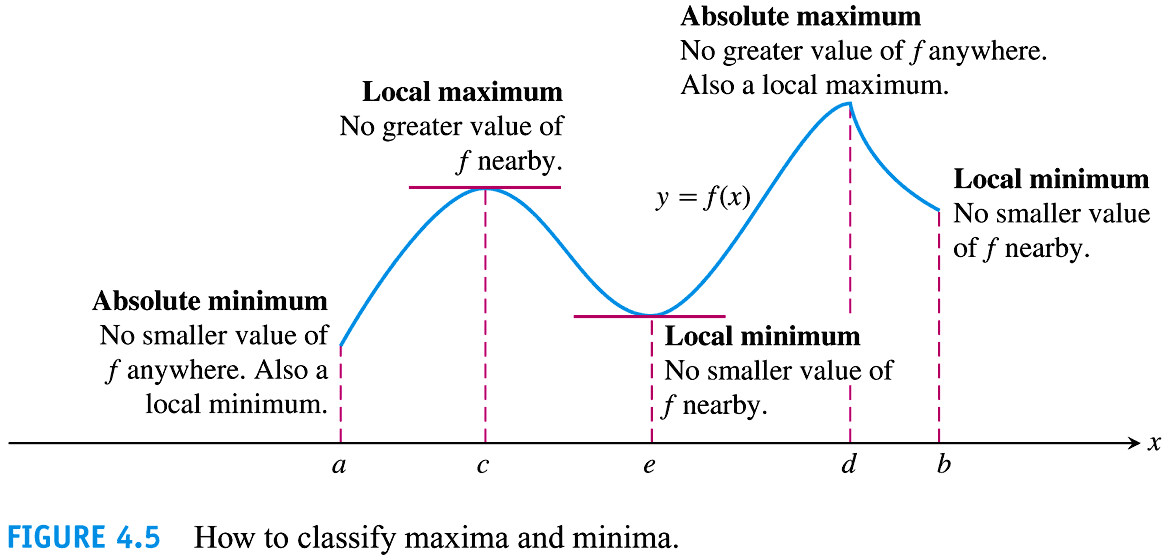 Absolute maximum
No greater value of f anywhere.
Also a local maximum.
Local maximum
No greater value of
f nearby.
y = f(x)
Local minimum
No smaller value
of f nearby.
Absolute minimum
No smaller value of
f anywhere. Also a
local minimum.
Local minimum
No smaller value of
f nearby.
x
a c e d b
FIGURE 4.5 How to classify maxima and minima.